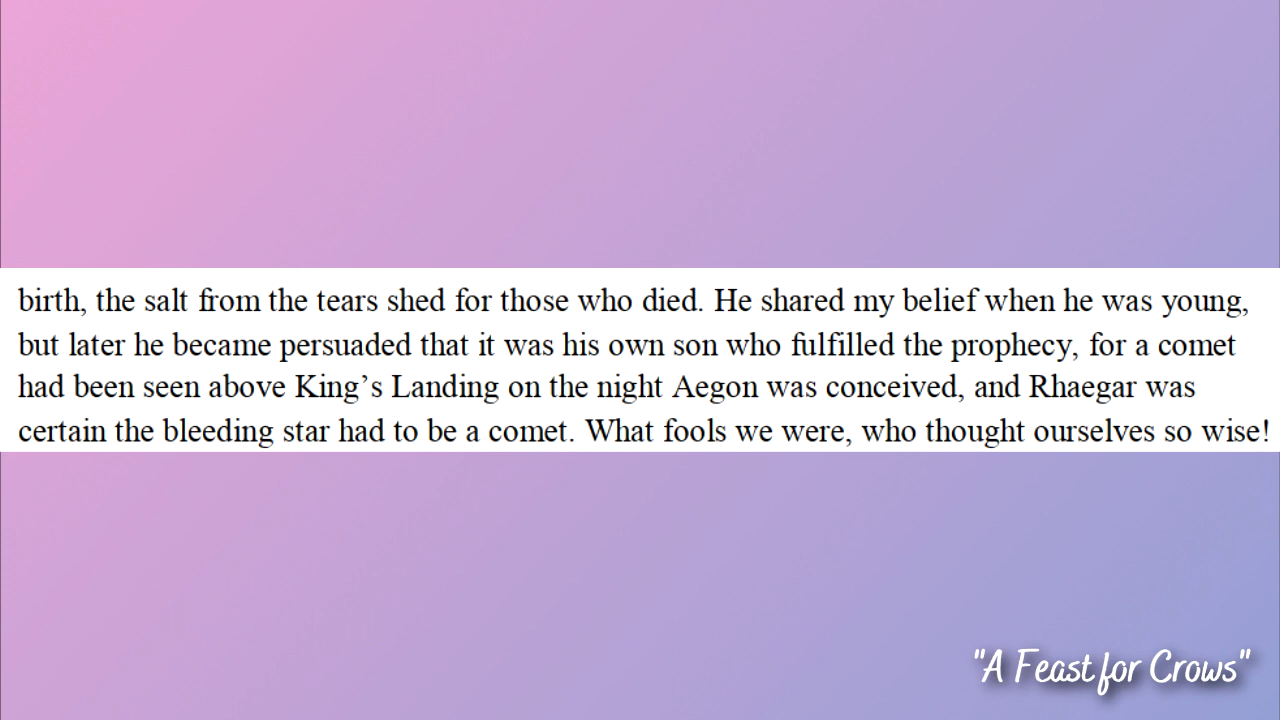 birth, the salt from the tears shed for those who died. He shared my belief when he was young,
but later he became persuaded that it was his own son who fulfilled the prophecy, for a comet
had been seen above King’s Landing on the night Aegon was conceived, and Rhaegar was
certain the bleeding star had to be a comet. What fools we were, who thought ourselves so wise!
"A Feast for Crows"